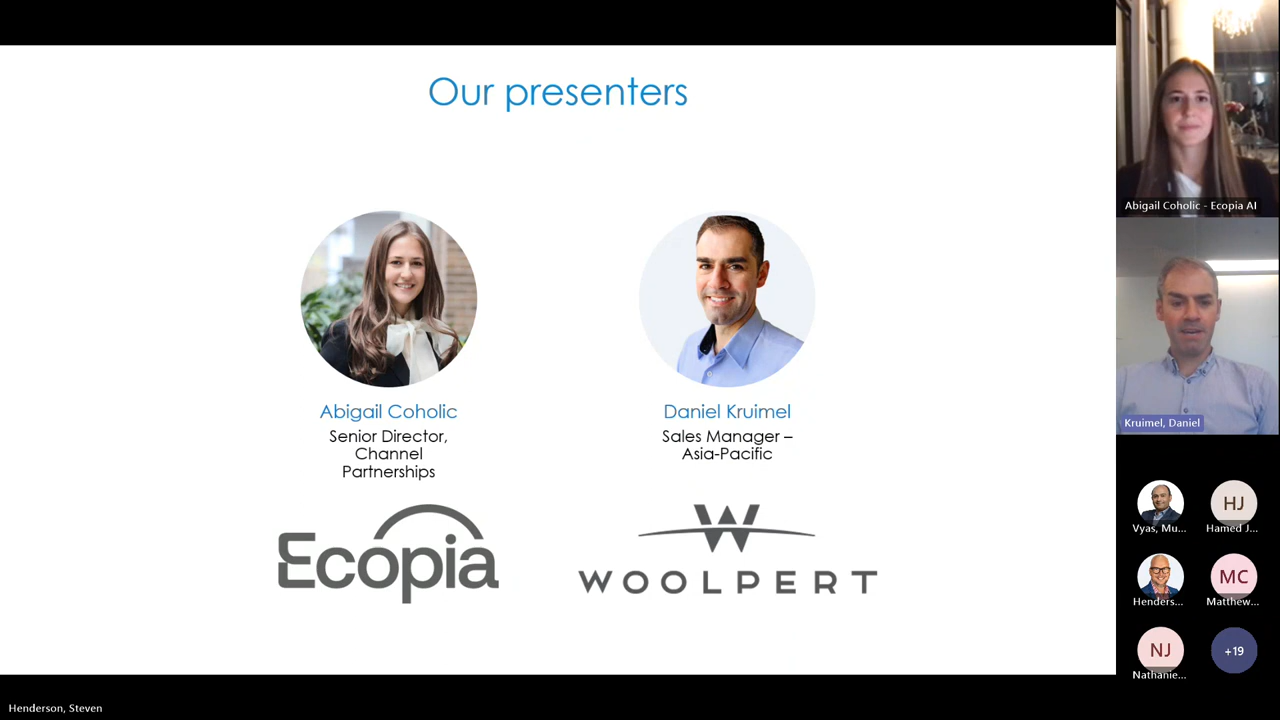 Our presenters
Abigail Coholic
Senior Director,
Channel
Partnerships
Ecopia
Daniel Kruimel
Sales Manager –
Asia-Pacific
W
WOOLPERT
Abigail Coholic - Ecopia AI
Kruimel, Daniel
Vyas, Mu...
HJ
Hamed J...
Henders...
MC
Matthew...
NJ
Nathanie...
+19
Henderson, Steven